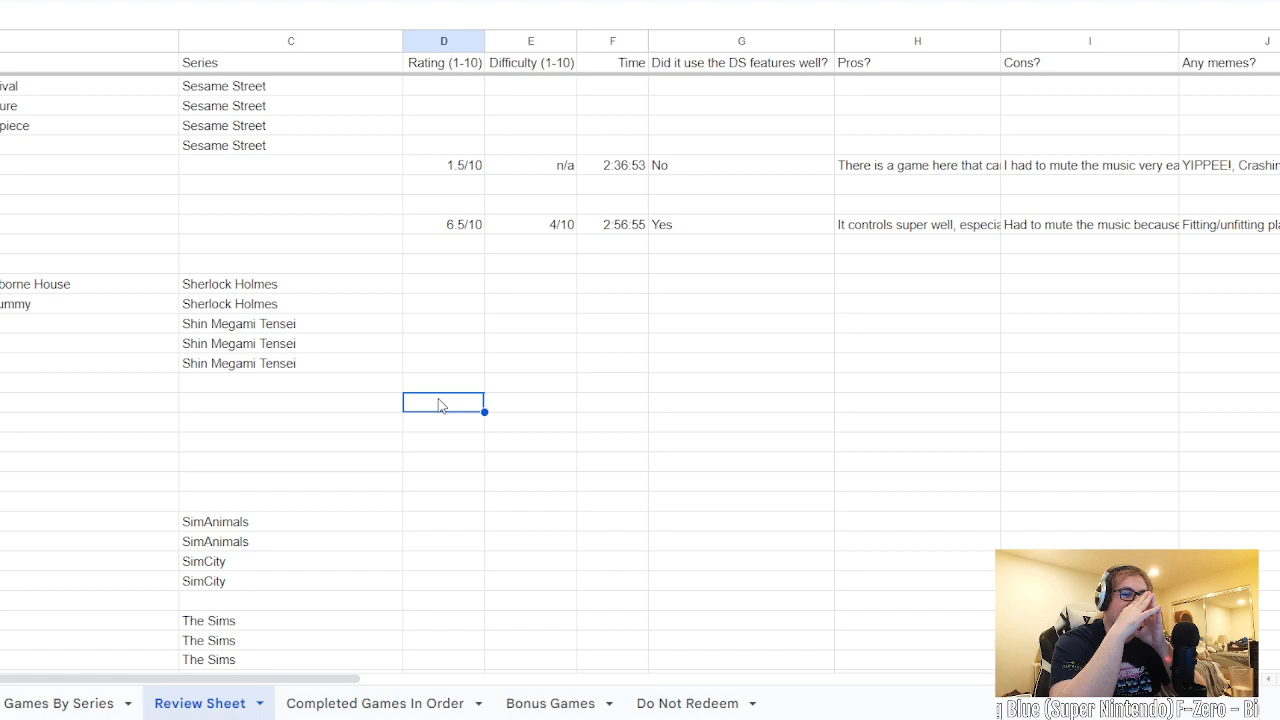 C D E F G H I J
Series Rating (1-10) Difficulty (1-10) Time Did it use the DS features well? Pros? Cons? Any memes?
ival Sesame Street
ure Sesame Street
piece Sesame Street
Sesame Street
1.5/10 n/a 2:36:53 No There is a game here that ca I had to mute the music very ea YIPPEE!, Crashin
6.5/10 4/10 2:56:55 Yes It controls super well, especia Had to mute the music because Fitting/unfitting pla
borne House Sherlock Holmes
ummy Sherlock Holmes
Shin Megami Tensei
Shin Megami Tensei
Shin Megami Tensei
SimAnimals
SimAnimals
SimCity
SimCity
The Sims
The Sims
The Sims
Games By Series Review Sheet Completed Games In Order Bonus Games Do Not Redeem
g Blue (Super Nintendo) F-Zero - Bi